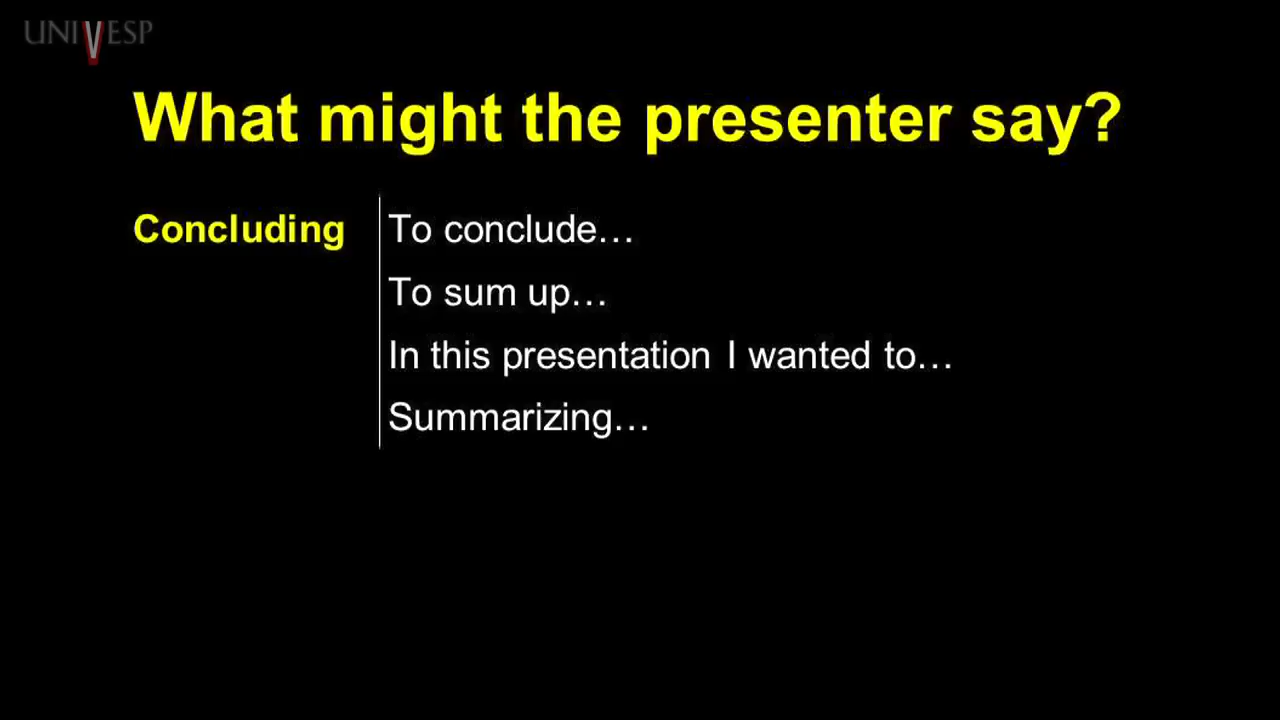 UNIVESP
What might the presenter say?
Concluding To conclude…
To sum up…
In this presentation I wanted to…
Summarizing…